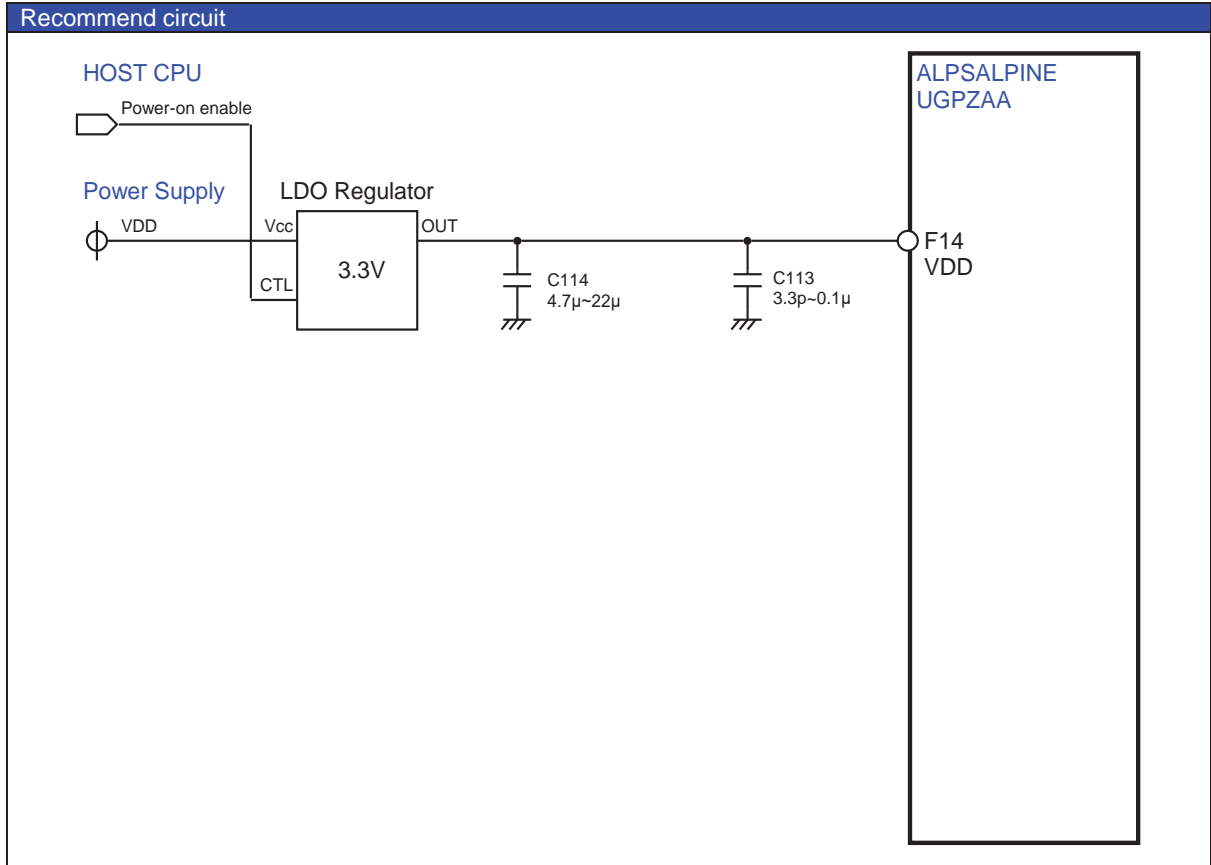 Recommend circuit
HOST CPU
Power-on enable
Power Supply
VDD
LDO Regulator
Vcc
CTL
3.3V
OUT
C114
4.7µ~22µ
C113
3.3p~0.1µ
ALPSALPINE
UGPZAA
F14
VDD